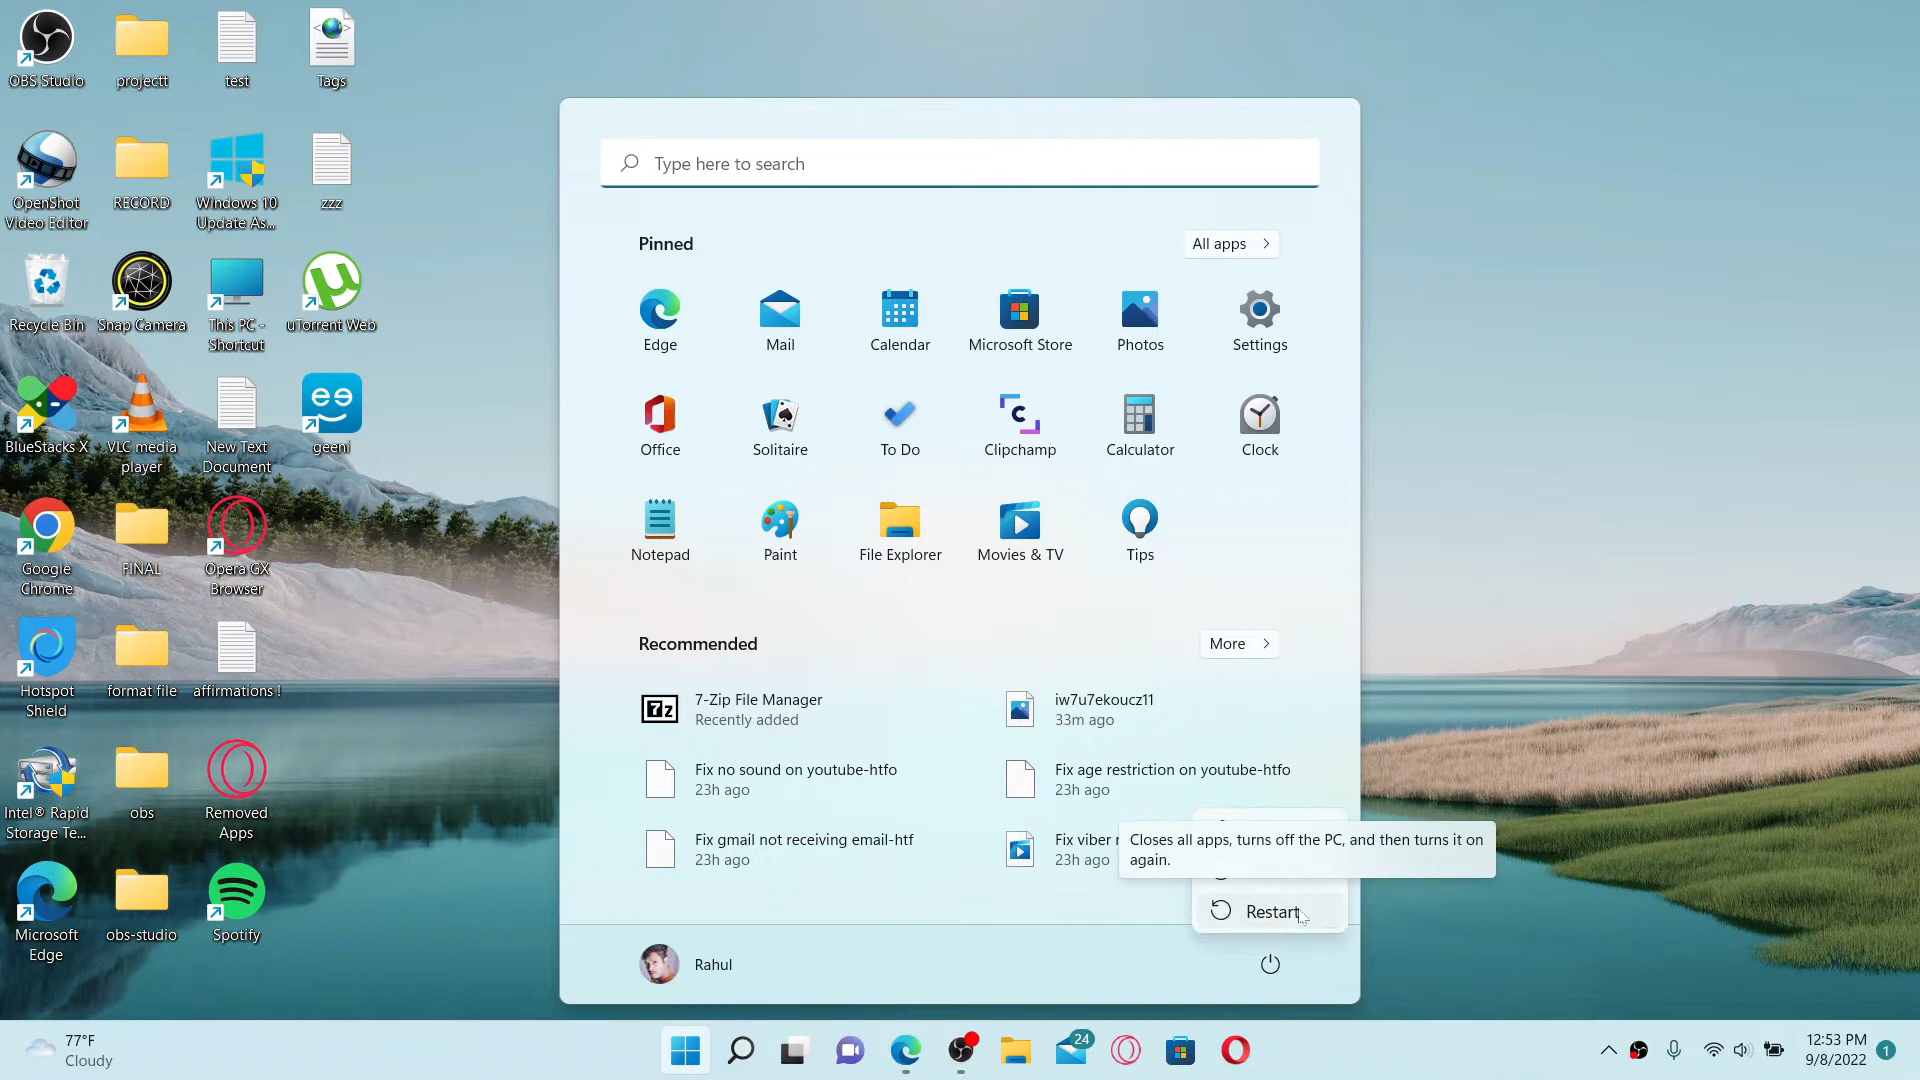 OBS Studio
projectt
test
Tags
OpenShot
Video Editor
RECORD
Windows 10
Update As...
zzz
Recycle Bin
Snap Camera
This PC -
Shortcut
uTorrent Web
BlueStacks X
VLC media
player
New Text
Document
geeni
Google
Chrome
FINAL
Opera GX
Browser
Hotspot
Shield
format file
affirmations !
Intel® Rapid
Storage Te...
obs
Removed
Apps
Microsoft
Edge
obs-studio
Spotify
Type here to search
Pinned
All apps
Edge
Mail
Calendar
Microsoft Store
Photos
Settings
Office
Solitaire
To Do
Clipchamp
Calculator
Clock
Notepad
Paint
File Explorer
Movies & TV
Tips
Recommended
More
7-Zip File Manager
Recently added
iw7u7ekoucz11
33m ago
Fix no sound on youtube-htfo
23h ago
Fix age restriction on youtube-htfo
23h ago
Fix gmail not receiving email-htf
23h ago
Fix viber
23h ago
Closes all apps, turns off the PC, and then turns it on
again.
Restart
Rahul
77°F
Cloudy
24
12:53 PM
9/8/2022
1